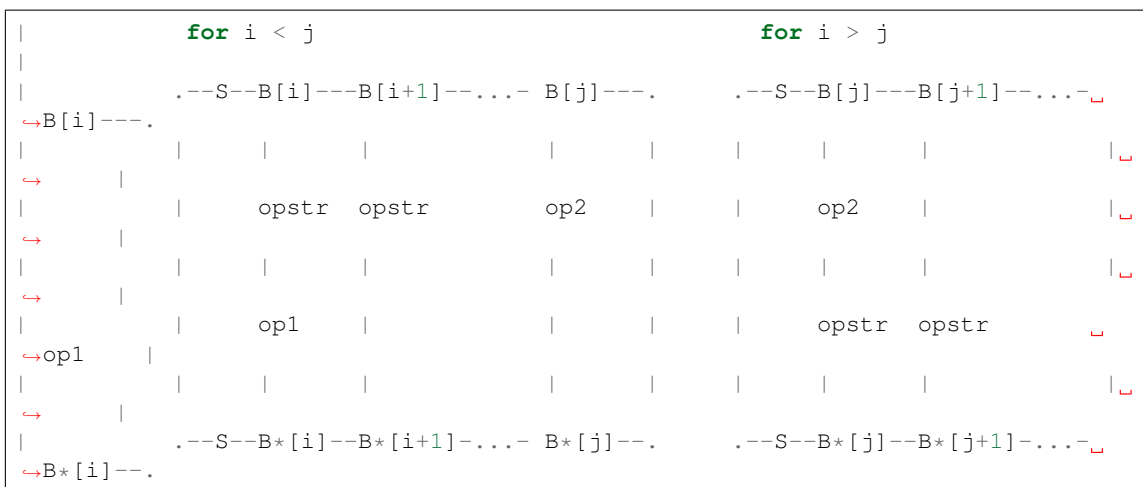 |               for i < j                                    for i > j
|
|              .--S--B[i]---B[i+1]--...- B[j]---.       .--S--B[j]---B[j+1]--...-␣
↪B[i]---.
|              |      |       |               |       |       |      |       |               |␣
↪      |
|              |     opstr  opstr          op2     |       |     op2     |               |␣
↪      |
|              |      |       |               |       |       |      |       |               |␣
↪      |
|              |     op1     |               |       |       |     opstr  opstr         ␣
↪op1    |
|              |      |       |               |       |       |      |       |               |␣
↪      |
|              .--S--B*[i]--B*[i+1]-...- B*[j]--.       .--S--B*[j]--B*[j+1]-...-␣
↪B*[i]--.